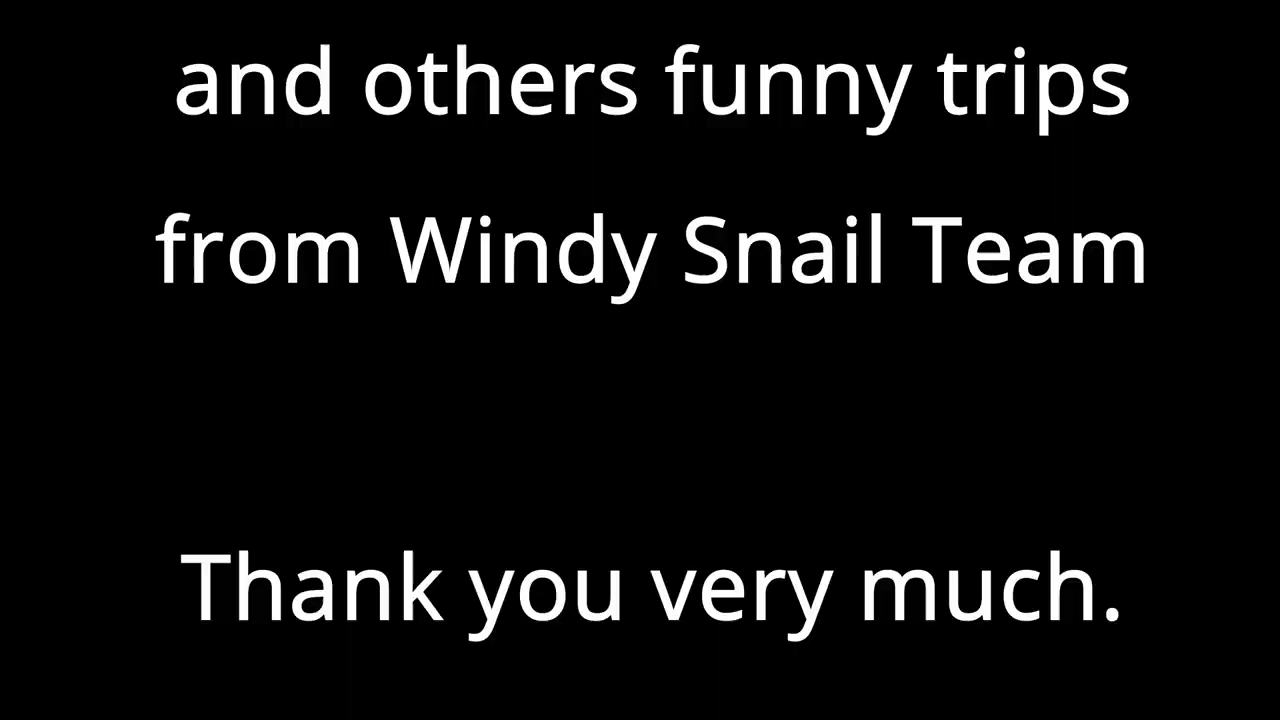 and others funny trips
from Windy Snail Team
Thank you very much.